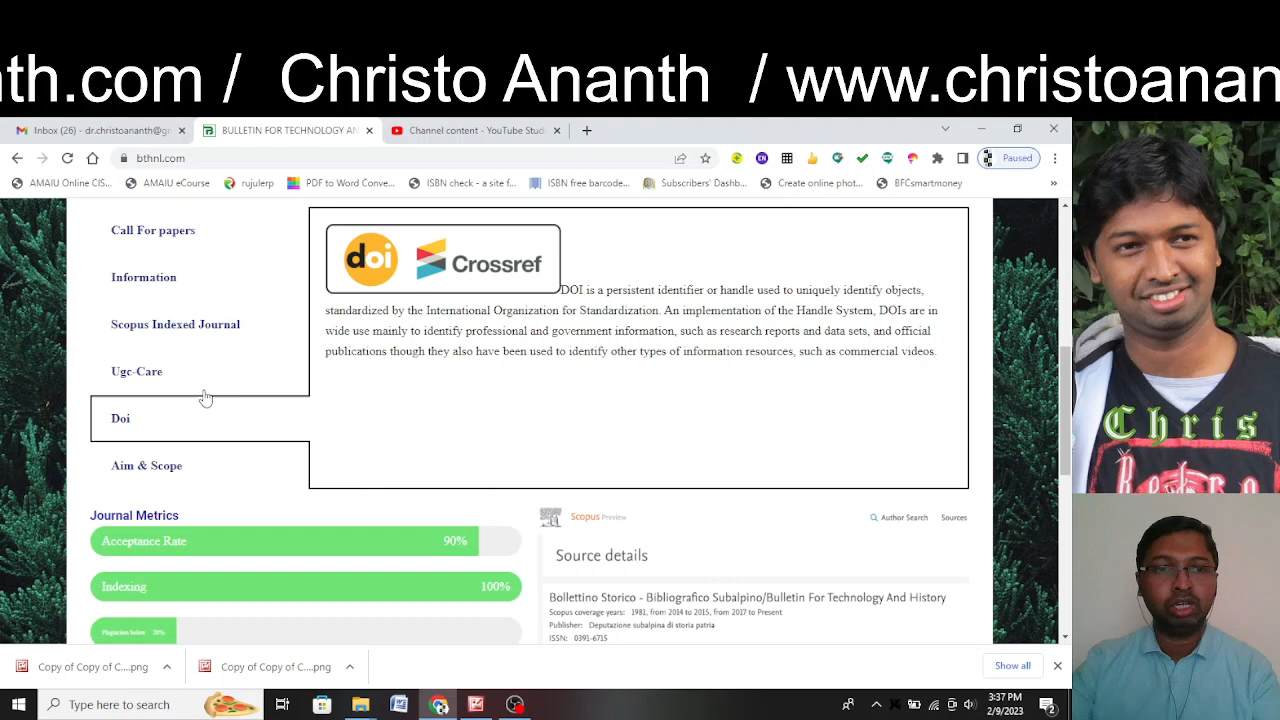 nth.com / Christo Ananth / www.christoanan
Inbox (26) - dr.christoananth@gm
BULLETIN FOR TECHNOLOGY AN
Channel content - YouTube Stud
bthnl.com
Paused
AMAIU Online CIS...
AMAIU eCourse
rujulerp
PDF to Word Conve...
ISBN check - a site f...
ISBN free barcode...
Subscribers' Dashb...
Create online phot...
BFCsmartmoney
»
Call For papers
Information
Scopus Indexed Journal
Ugc-Care
Doi
Aim & Scope
doi Crossref
DOI is a persistent identifier or handle used to uniquely identify objects,
standardized by the International Organization for Standardization. An implementation of the Handle System, DOIs are in
wide use mainly to identify professional and government information, such as research reports and data sets, and official
publications though they also have been used to identify other types of information resources, such as commercial videos.
Journal Metrics
Acceptance Rate 90%
Indexing 100%
Plagiarism below 20%
Scopus Preview
Author Search Sources
Source details
Bollettino Storico - Bibliografico Subalpino/Bulletin For Technology And History
Scopus coverage years: 1981, from 2014 to 2015, from 2017 to Present
Publisher: Deputazione subalpina di storia patria
ISSN: 0391-6715
Chris
Copy of Copy of C....png
Copy of Copy of C....png
Show all
Type here to search
3:37 PM
2/9/2023
2